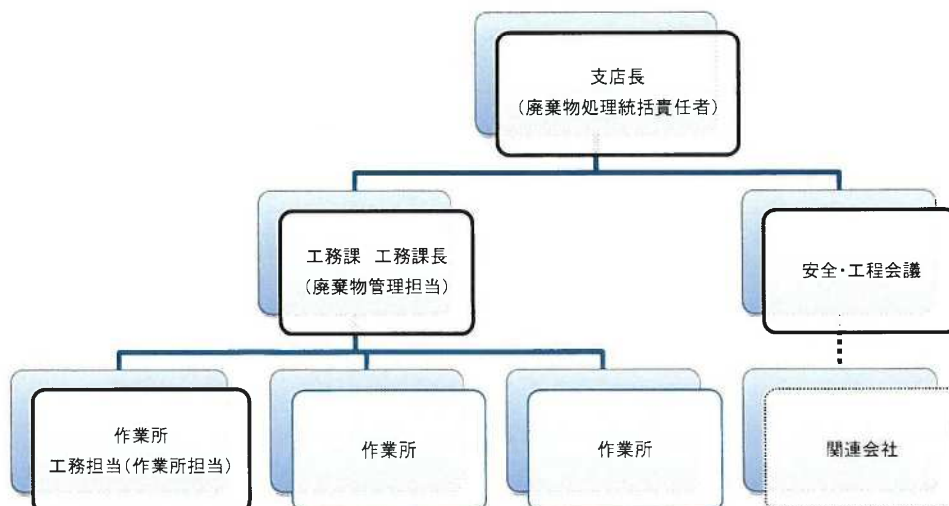 支店長
(廃棄物処理統括責任者)
工務課　工務課長
(廃棄物管理担当)
安全・工程会議
作業所
工務担当(作業所担当)
作業所
作業所
関連会社